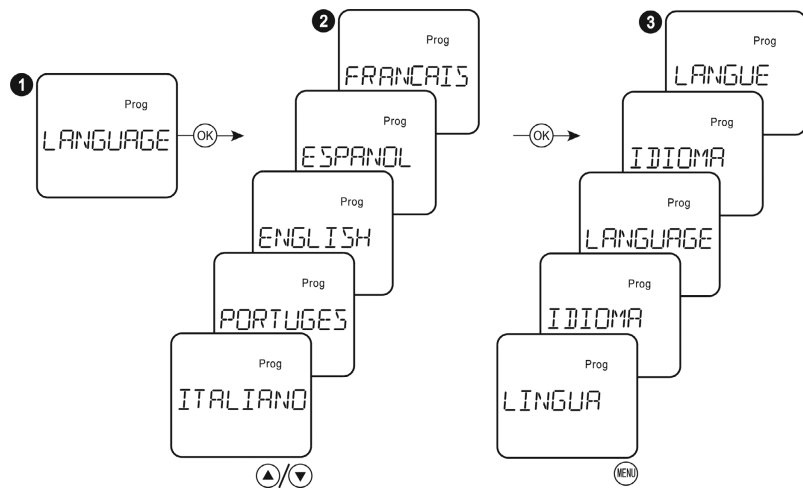 1
Prog
LANGUAGE
OK
2
Prog
FRANCAIS
Prog
ESPANOL
Prog
ENGLISH
Prog
PORTUGES
Prog
ITALIANO
/
OK
3
Prog
LANGUE
Prog
IDIOMA
Prog
LANGUAGE
Prog
IDIOMA
Prog
LINGUA
MENU